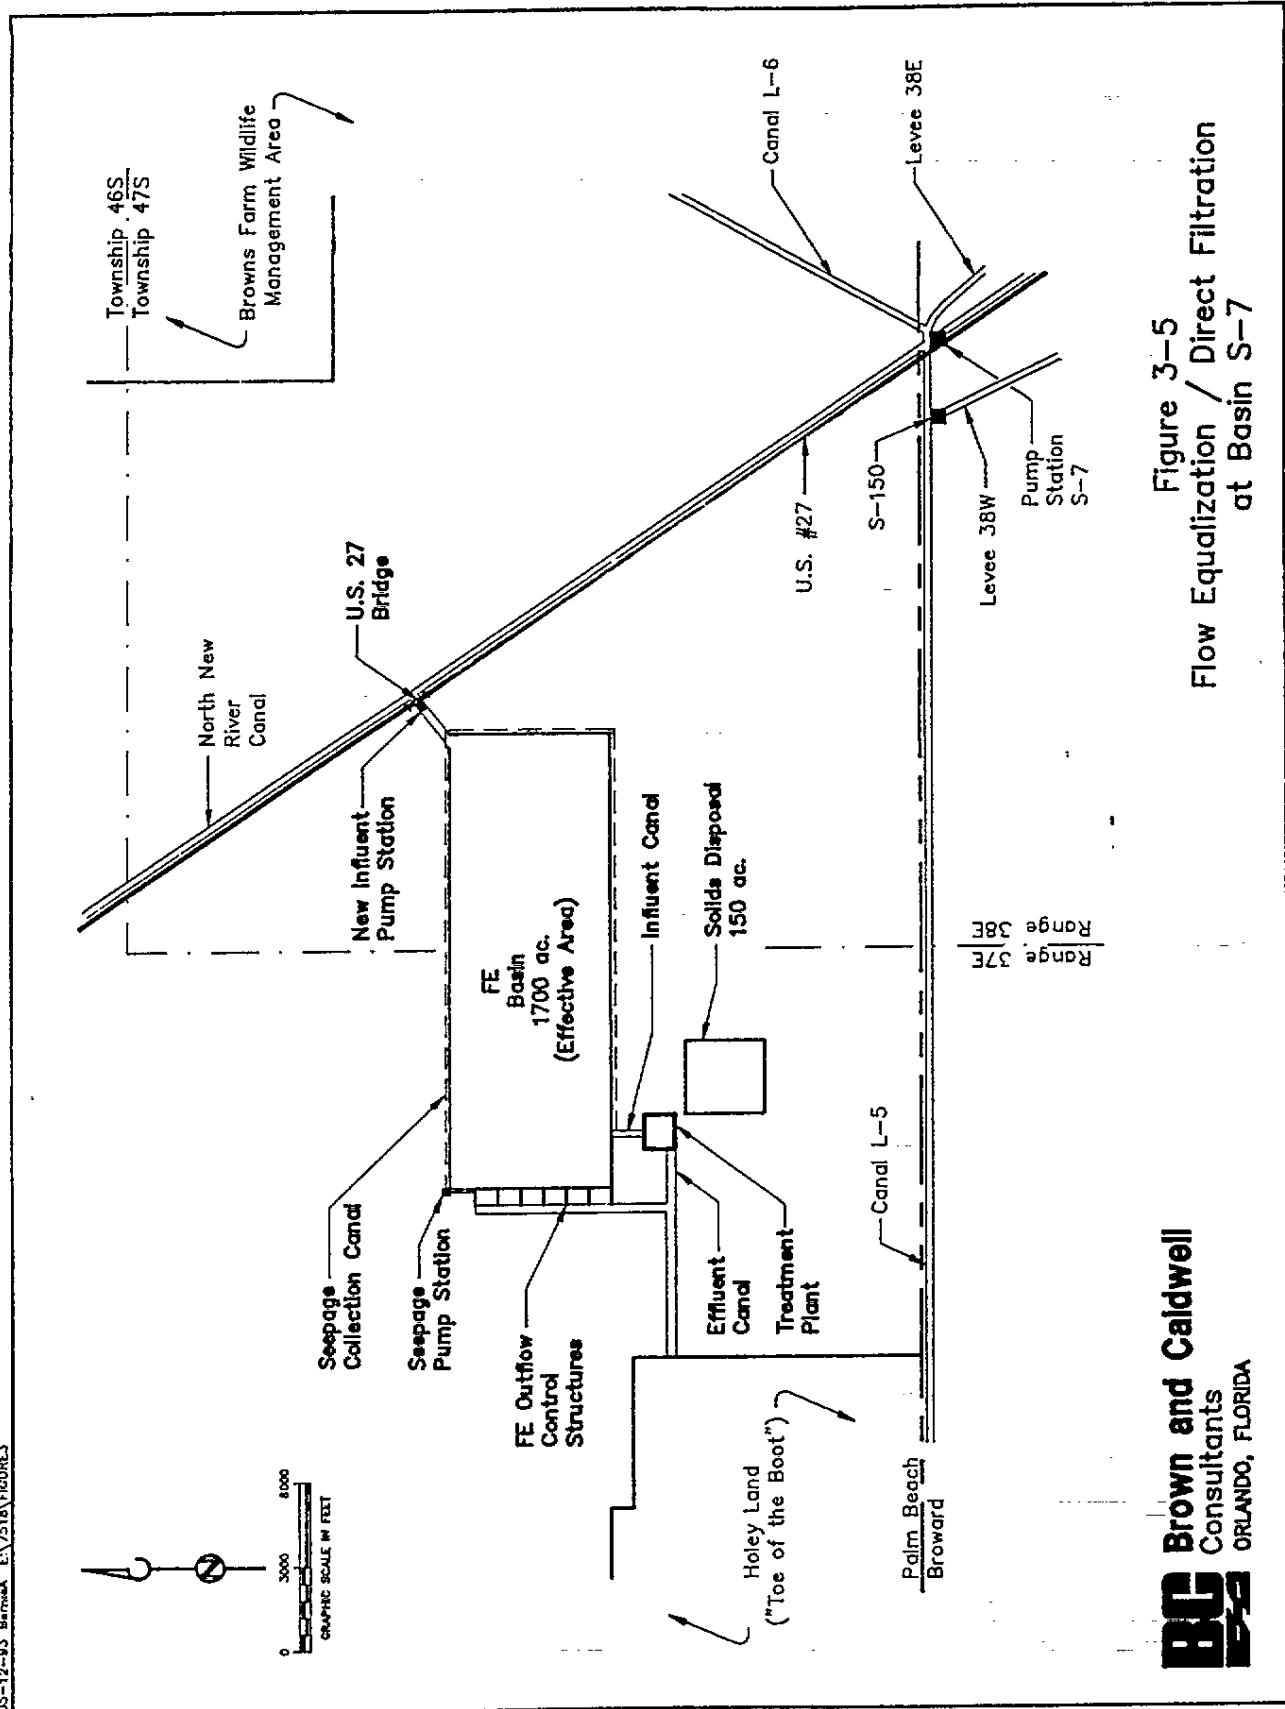 Township 46S
Township 47S
Browns Farm Wildlife
Management Area
North New
River
Canal
U.S. 27
Bridge
Canal L-6
Levee 38E
New Influent
Pump Station
Seepage
Collection Canal
Seepage
Pump Station
FE
Basin
1700 ac.
(Effective Area)
FE Outflow
Control
Structures
Influent Canal
Solids Disposal
150 ac.
Effluent
Canal
Treatment
Plant
U.S. #27
S-150
Levee 38W
Pump
Station
S-7
Range 37E
Range 38E
Canal L-5
Holey Land
("Toe of the Boot")
Palm Beach
Broward
N
0 3000 6000
GRAPHIC SCALE IN FEET
BC Brown and Caldwell
Consultants
ORLANDO, FLORIDA
Figure 3-5
Flow Equalization / Direct Filtration
at Basin S-7